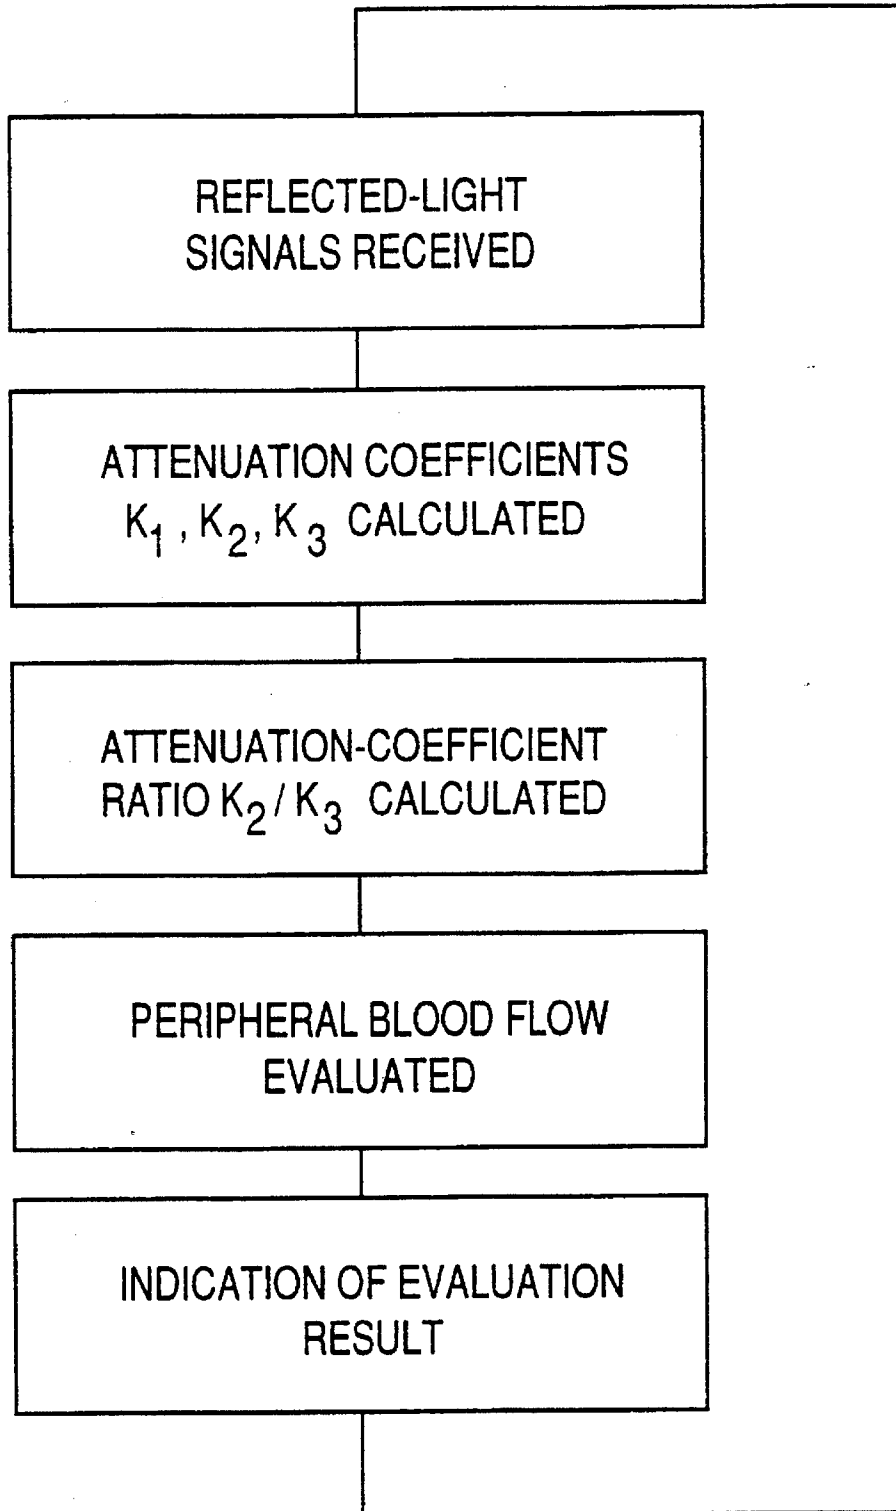 REFLECTED-LIGHT
SIGNALS RECEIVED
ATTENUATION COEFFICIENTS
K₁ , K₂, K₃ CALCULATED
ATTENUATION-COEFFICIENT
RATIO K₂ / K₃ CALCULATED
PERIPHERAL BLOOD FLOW
EVALUATED
INDICATION OF EVALUATION
RESULT